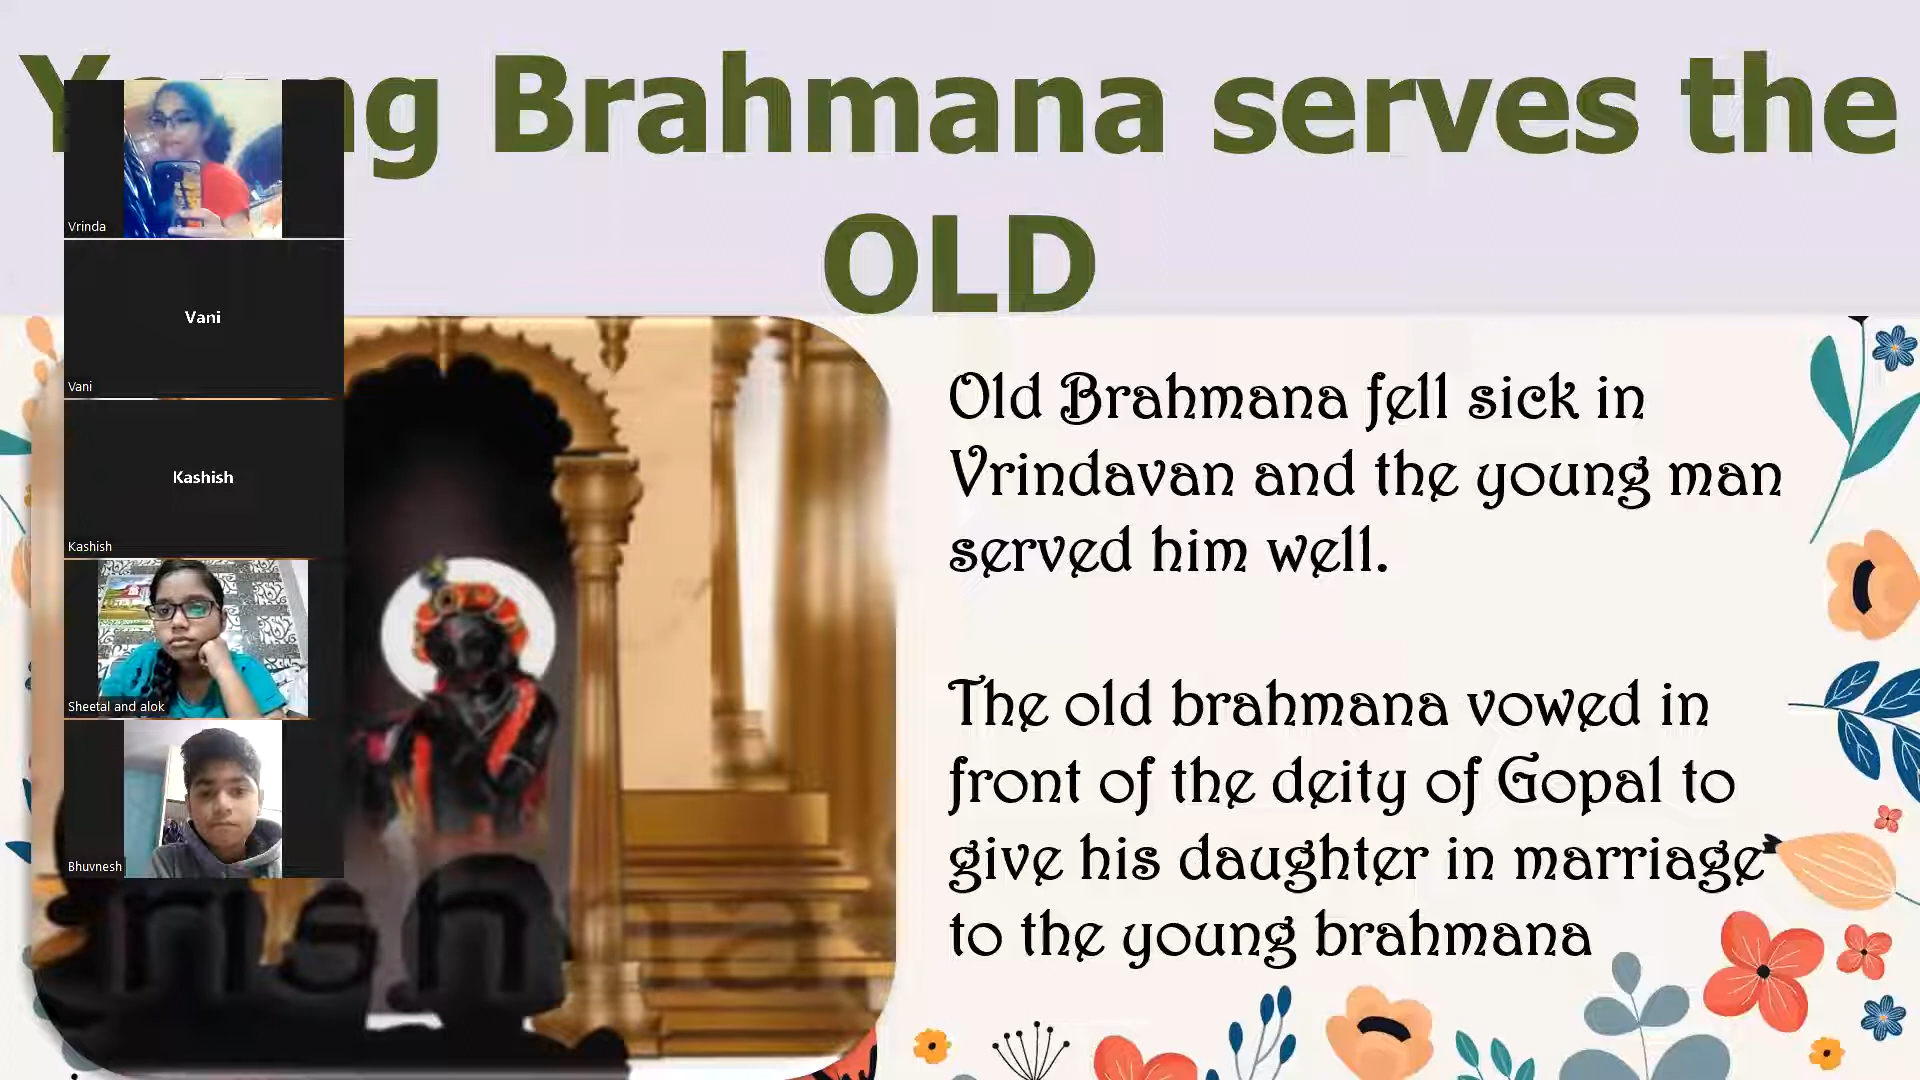 Young Brahmana serves the
OLD
Vrinda
Vani
Vani
Kashish
Kashish
Sheetal and alok
Bhuvnesh
Old Brahmana fell sick in
Vrindavan and the young man
served him well.
The old brahmana vowed in
front of the deity of Gopal to
give his daughter in marriage
to the young brahmana